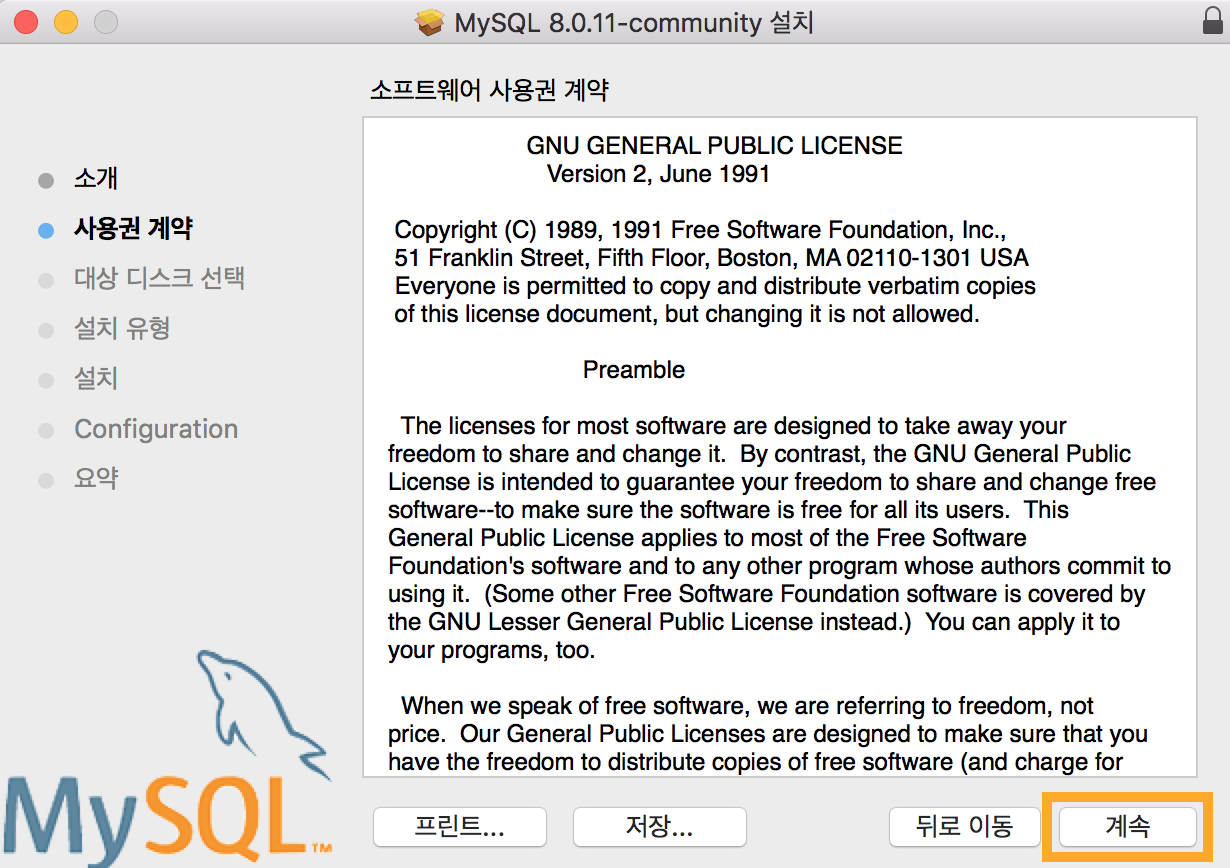 MySQL 8.0.11-community 설치
소프트웨어 사용권 계약
소개
사용권 계약
대상 디스크 선택
설치 유형
설치
Configuration
요약
GNU GENERAL PUBLIC LICENSE
Version 2, June 1991
Copyright (C) 1989, 1991 Free Software Foundation, Inc.,
51 Franklin Street, Fifth Floor, Boston, MA 02110-1301 USA
Everyone is permitted to copy and distribute verbatim copies
of this license document, but changing it is not allowed.
Preamble
The licenses for most software are designed to take away your
freedom to share and change it.  By contrast, the GNU General Public
License is intended to guarantee your freedom to share and change free
software--to make sure the software is free for all its users.  This
General Public License applies to most of the Free Software
Foundation's software and to any other program whose authors commit to
using it.  (Some other Free Software Foundation software is covered by
the GNU Lesser General Public License instead.)  You can apply it to
your programs, too.
When we speak of free software, we are referring to freedom, not
price.  Our General Public Licenses are designed to make sure that you
have the freedom to distribute copies of free software (and charge for
MySQL™
프린트...
저장...
뒤로 이동
계속